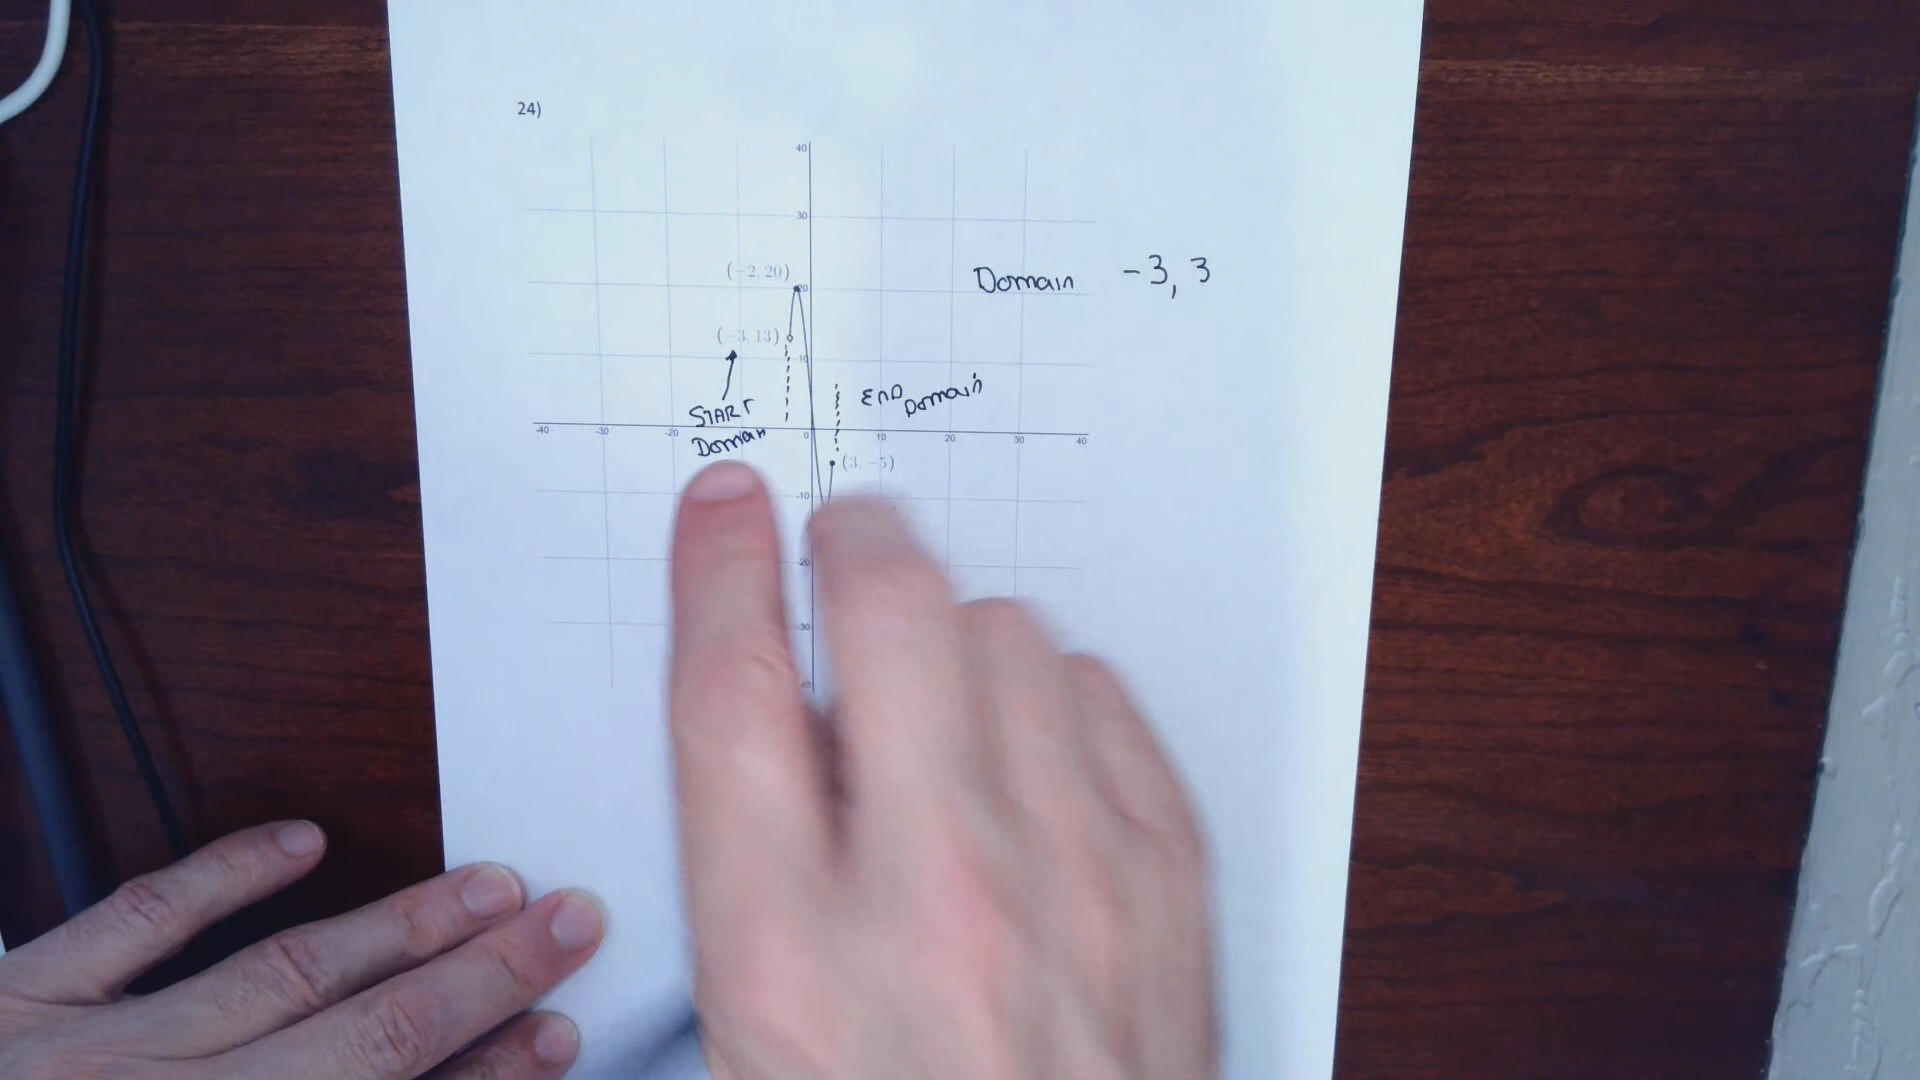 24)
40
30
(−2, 20)
20
Domain -3, 3
(−3, 13)
10
END Domain
START
Domain
-40 -30 -20 0 10 20 30 40
(3, −5)
-10
-20
-30